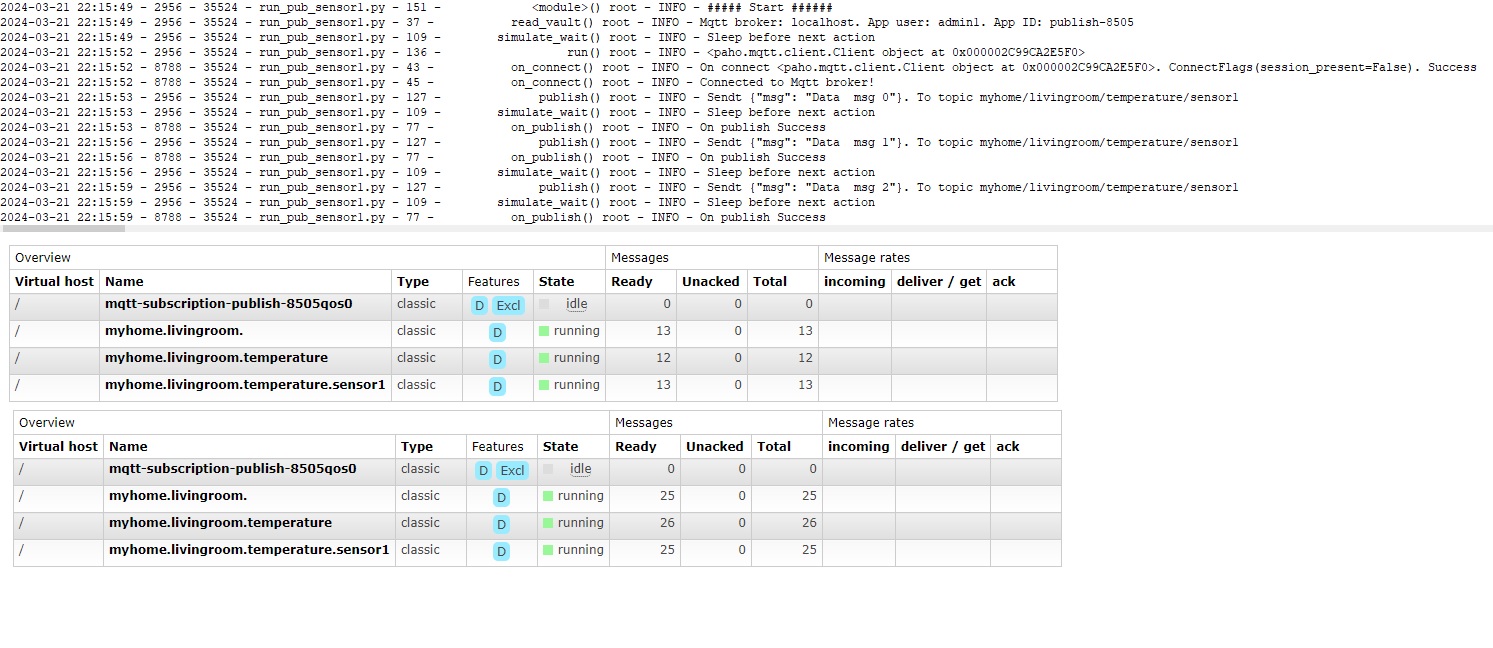 2024-03-21 22:15:49 - 2956 - 35524 - run_pub_sensor1.py - 151 - <module>() root - INFO - ##### Start ######
2024-03-21 22:15:49 - 2956 - 35524 - run_pub_sensor1.py - 37 - read_vault() root - INFO - Mqtt broker: localhost. App user: admin1. App ID: publish-8505
2024-03-21 22:15:49 - 2956 - 35524 - run_pub_sensor1.py - 109 - simulate_wait() root - INFO - Sleep before next action
2024-03-21 22:15:52 - 2956 - 35524 - run_pub_sensor1.py - 136 - run() root - INFO - <paho.mqtt.client.Client object at 0x000002C99CA2E5F0>
2024-03-21 22:15:52 - 8788 - 35524 - run_pub_sensor1.py - 43 - on_connect() root - INFO - On connect <paho.mqtt.client.Client object at 0x000002C99CA2E5F0>. ConnectFlags(session_present=False). Success
2024-03-21 22:15:52 - 8788 - 35524 - run_pub_sensor1.py - 45 - on_connect() root - INFO - Connected to Mqtt broker!
2024-03-21 22:15:53 - 2956 - 35524 - run_pub_sensor1.py - 127 - publish() root - INFO - Sendt {"msg": "Data  msg 0"}. To topic myhome/livingroom/temperature/sensor1
2024-03-21 22:15:53 - 2956 - 35524 - run_pub_sensor1.py - 109 - simulate_wait() root - INFO - Sleep before next action
2024-03-21 22:15:53 - 8788 - 35524 - run_pub_sensor1.py - 77 - on_publish() root - INFO - On publish Success
2024-03-21 22:15:56 - 2956 - 35524 - run_pub_sensor1.py - 127 - publish() root - INFO - Sendt {"msg": "Data  msg 1"}. To topic myhome/livingroom/temperature/sensor1
2024-03-21 22:15:56 - 8788 - 35524 - run_pub_sensor1.py - 77 - on_publish() root - INFO - On publish Success
2024-03-21 22:15:56 - 2956 - 35524 - run_pub_sensor1.py - 109 - simulate_wait() root - INFO - Sleep before next action
2024-03-21 22:15:59 - 2956 - 35524 - run_pub_sensor1.py - 127 - publish() root - INFO - Sendt {"msg": "Data  msg 2"}. To topic myhome/livingroom/temperature/sensor1
2024-03-21 22:15:59 - 2956 - 35524 - run_pub_sensor1.py - 109 - simulate_wait() root - INFO - Sleep before next action
2024-03-21 22:15:59 - 8788 - 35524 - run_pub_sensor1.py - 77 - on_publish() root - INFO - On publish Success
Overview Messages Message rates
Virtual host Name Type Features State Ready Unacked Total incoming deliver / get ack
/ mqtt-subscription-publish-8505qos0 classic D Excl idle 0 0 0
/ myhome.livingroom. classic D running 13 0 13
/ myhome.livingroom.temperature classic D running 12 0 12
/ myhome.livingroom.temperature.sensor1 classic D running 13 0 13
Overview Messages Message rates
Virtual host Name Type Features State Ready Unacked Total incoming deliver / get ack
/ mqtt-subscription-publish-8505qos0 classic D Excl idle 0 0 0
/ myhome.livingroom. classic D running 25 0 25
/ myhome.livingroom.temperature classic D running 26 0 26
/ myhome.livingroom.temperature.sensor1 classic D running 25 0 25